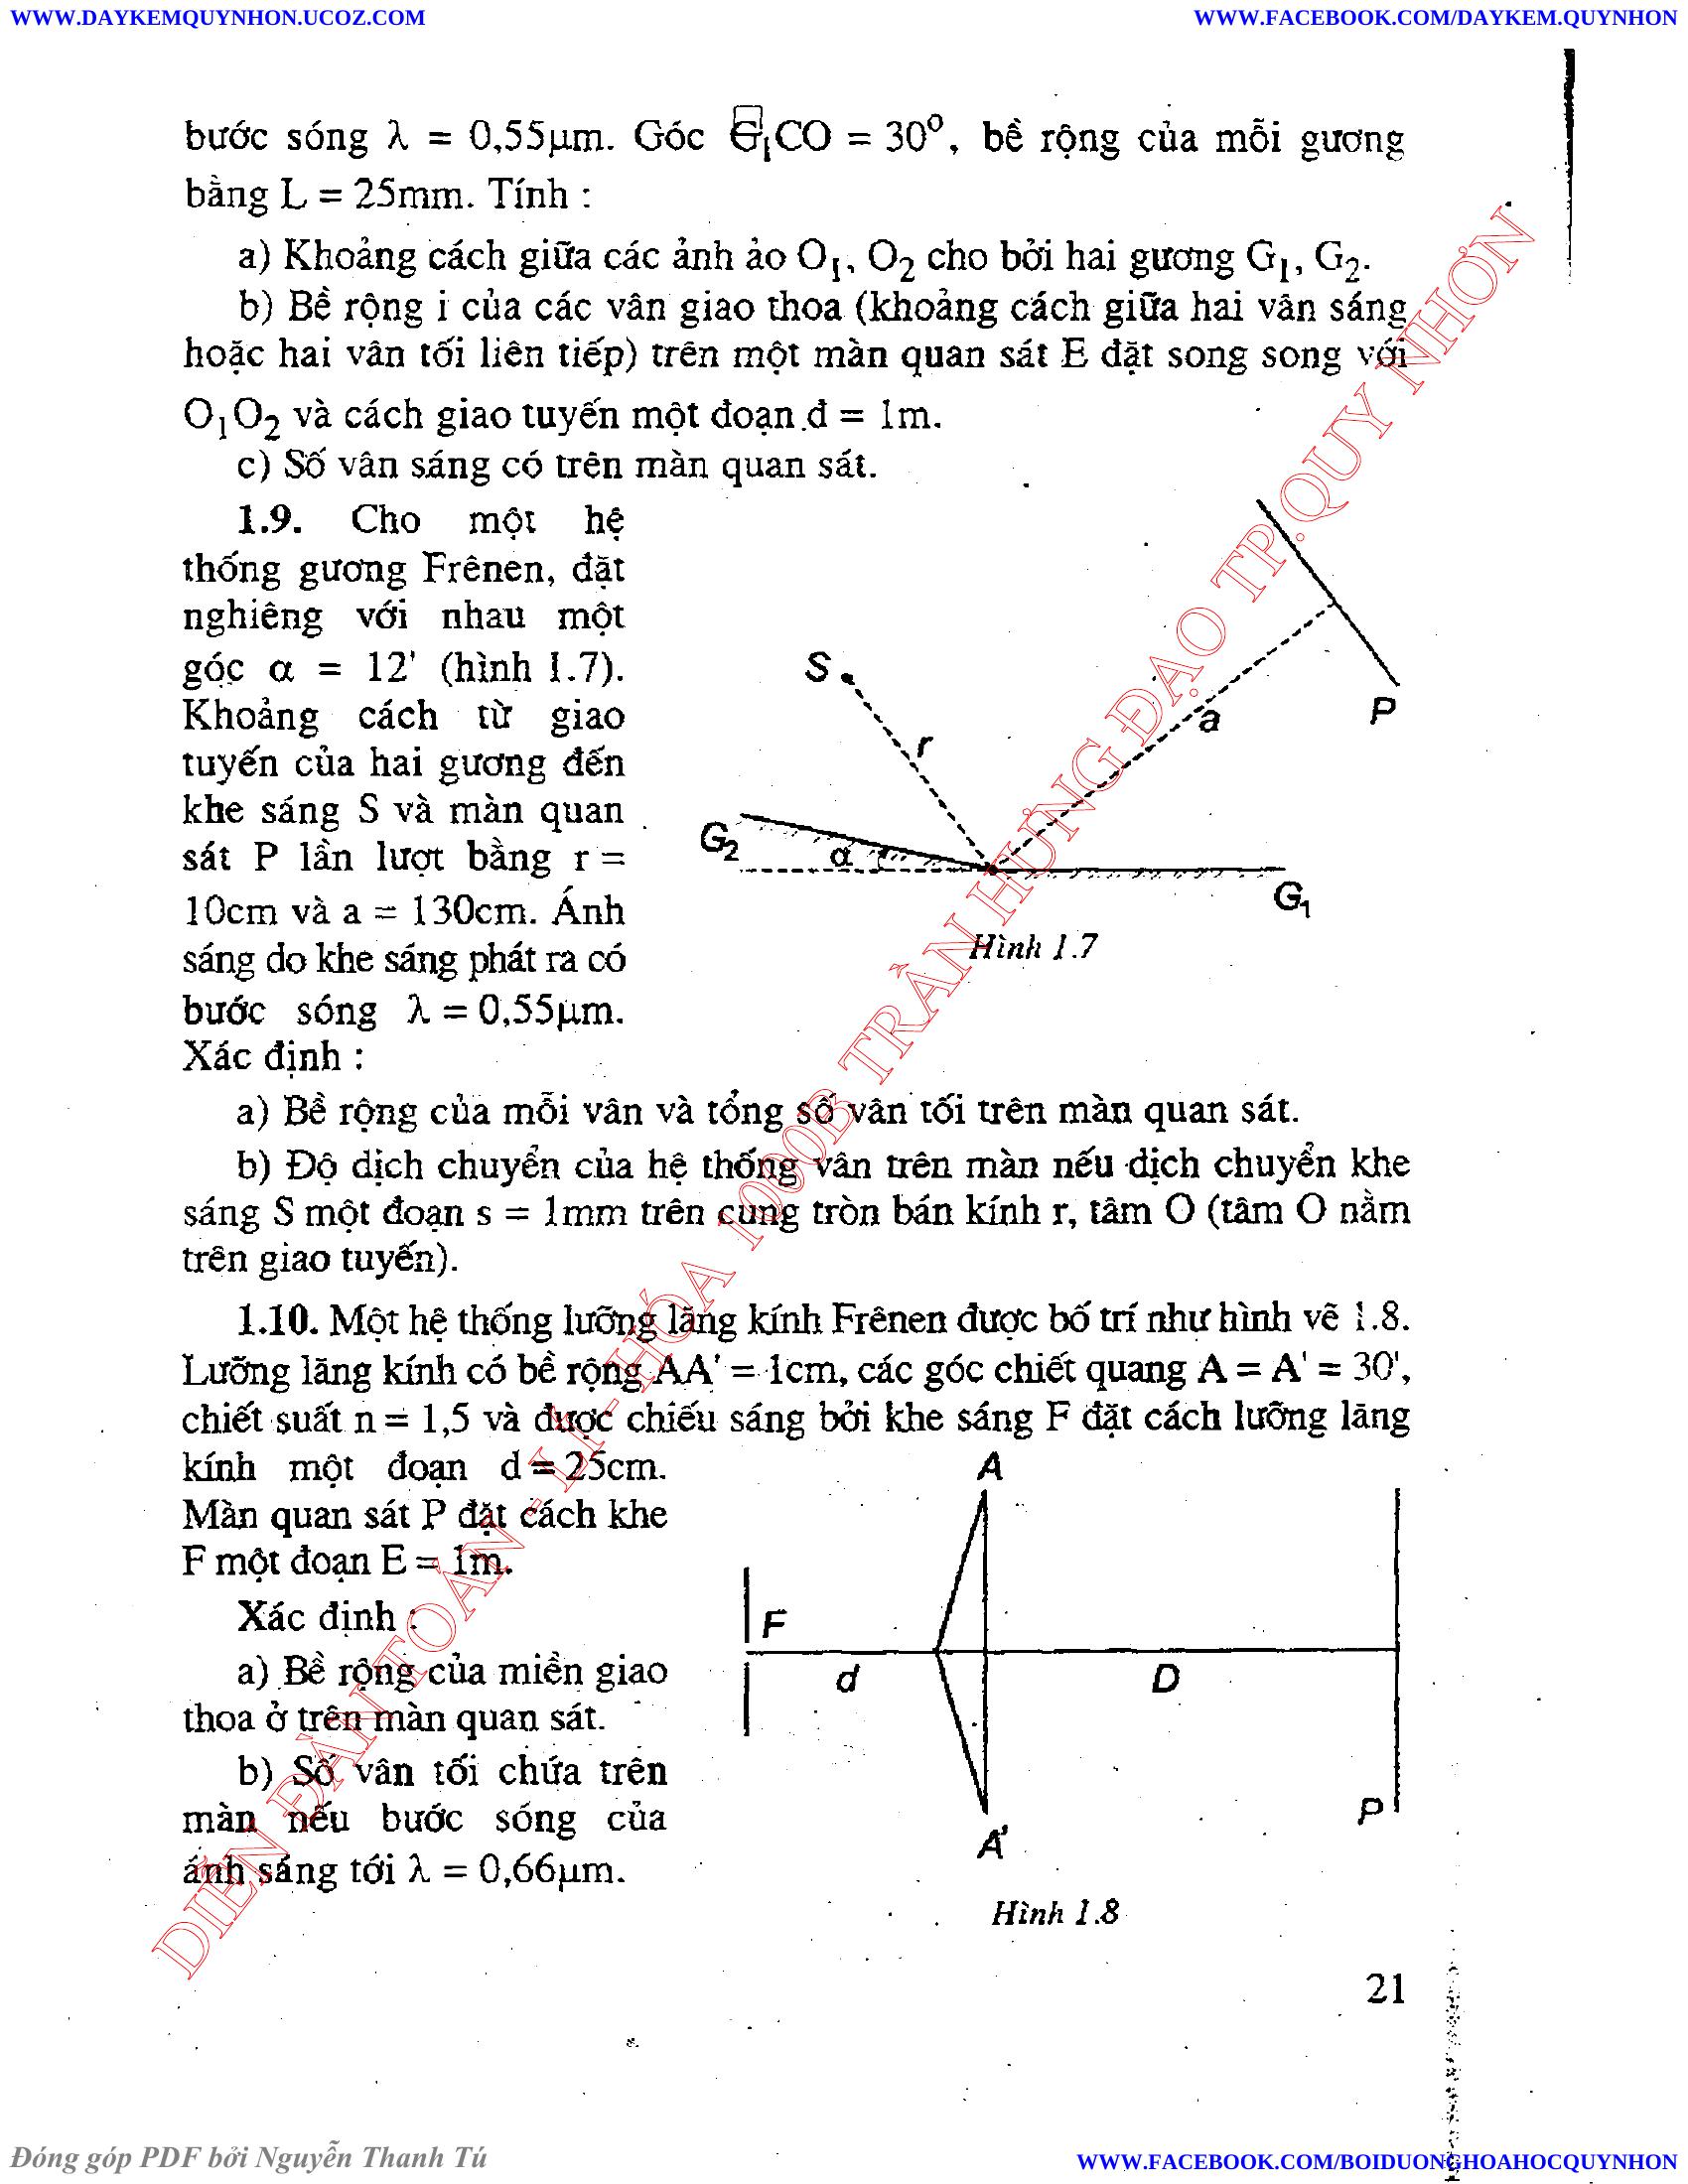 WWW.DAYKEMQUYNHON.UCOZ.COM
WWW.FACEBOOK.COM/DAYKEM.QUYNHON
bước sóng λ = 0,55μm. Góc G₁CO = 30°, bề rộng của mỗi gương
bằng L = 25mm. Tính :
a) Khoảng cách giữa các ảnh ảo O₁, O₂ cho bởi hai gương G₁, G₂.
b) Bề rộng i của các vân giao thoa (khoảng cách giữa hai vân sáng
hoặc hai vân tối liên tiếp) trên một màn quan sát E đặt song song với
O₁O₂ và cách giao tuyến một đoạn đ = 1m.
c) Số vân sáng có trên màn quan sát.
1.9. Cho một hệ
thống gương Frênen, đặt
nghiêng với nhau một
góc α = 12' (hình 1.7).
Khoảng cách từ giao
tuyến của hai gương đến
khe sáng S và màn quan
sát P lần lượt bằng r =
10cm và a = 130cm. Ánh
sáng do khe sáng phát ra có
bước sóng λ = 0,55μm.
Xác định :
S
r
a
P
G₂
α
G₁
Hình 1.7
a) Bề rộng của mỗi vân và tổng số vân tối trên màn quan sát.
b) Độ dịch chuyển của hệ thống vân trên màn nếu dịch chuyển khe
sáng S một đoạn s = 1mm trên cung tròn bán kính r, tâm O (tâm O nằm
trên giao tuyến).
1.10. Một hệ thống lưỡng lăng kính Frênen được bố trí như hình vẽ 1.8.
Lưỡng lăng kính có bề rộng AA' = 1cm, các góc chiết quang A = A' = 30',
chiết suất n = 1,5 và được chiếu sáng bởi khe sáng F đặt cách lưỡng lăng
kính một đoạn d = 25cm.
Màn quan sát P đặt cách khe
F một đoạn E = 1m.
Xác định :
a) Bề rộng của miền giao
thoa ở trên màn quan sát.
b) Số vân tối chứa trên
màn nếu bước sóng của
ánh sáng tới λ = 0,66μm.
A
F
d
D
P
A'
Hình 1.8
21
DIỄN ĐÀN TOÁN - LÍ - HÓA 1000B TRẦN HƯNG ĐẠO TP.QUY NHƠN
Đóng góp PDF bởi Nguyễn Thanh Tú
WWW.FACEBOOK.COM/BOIDUONGHOAHOCQUYNHON